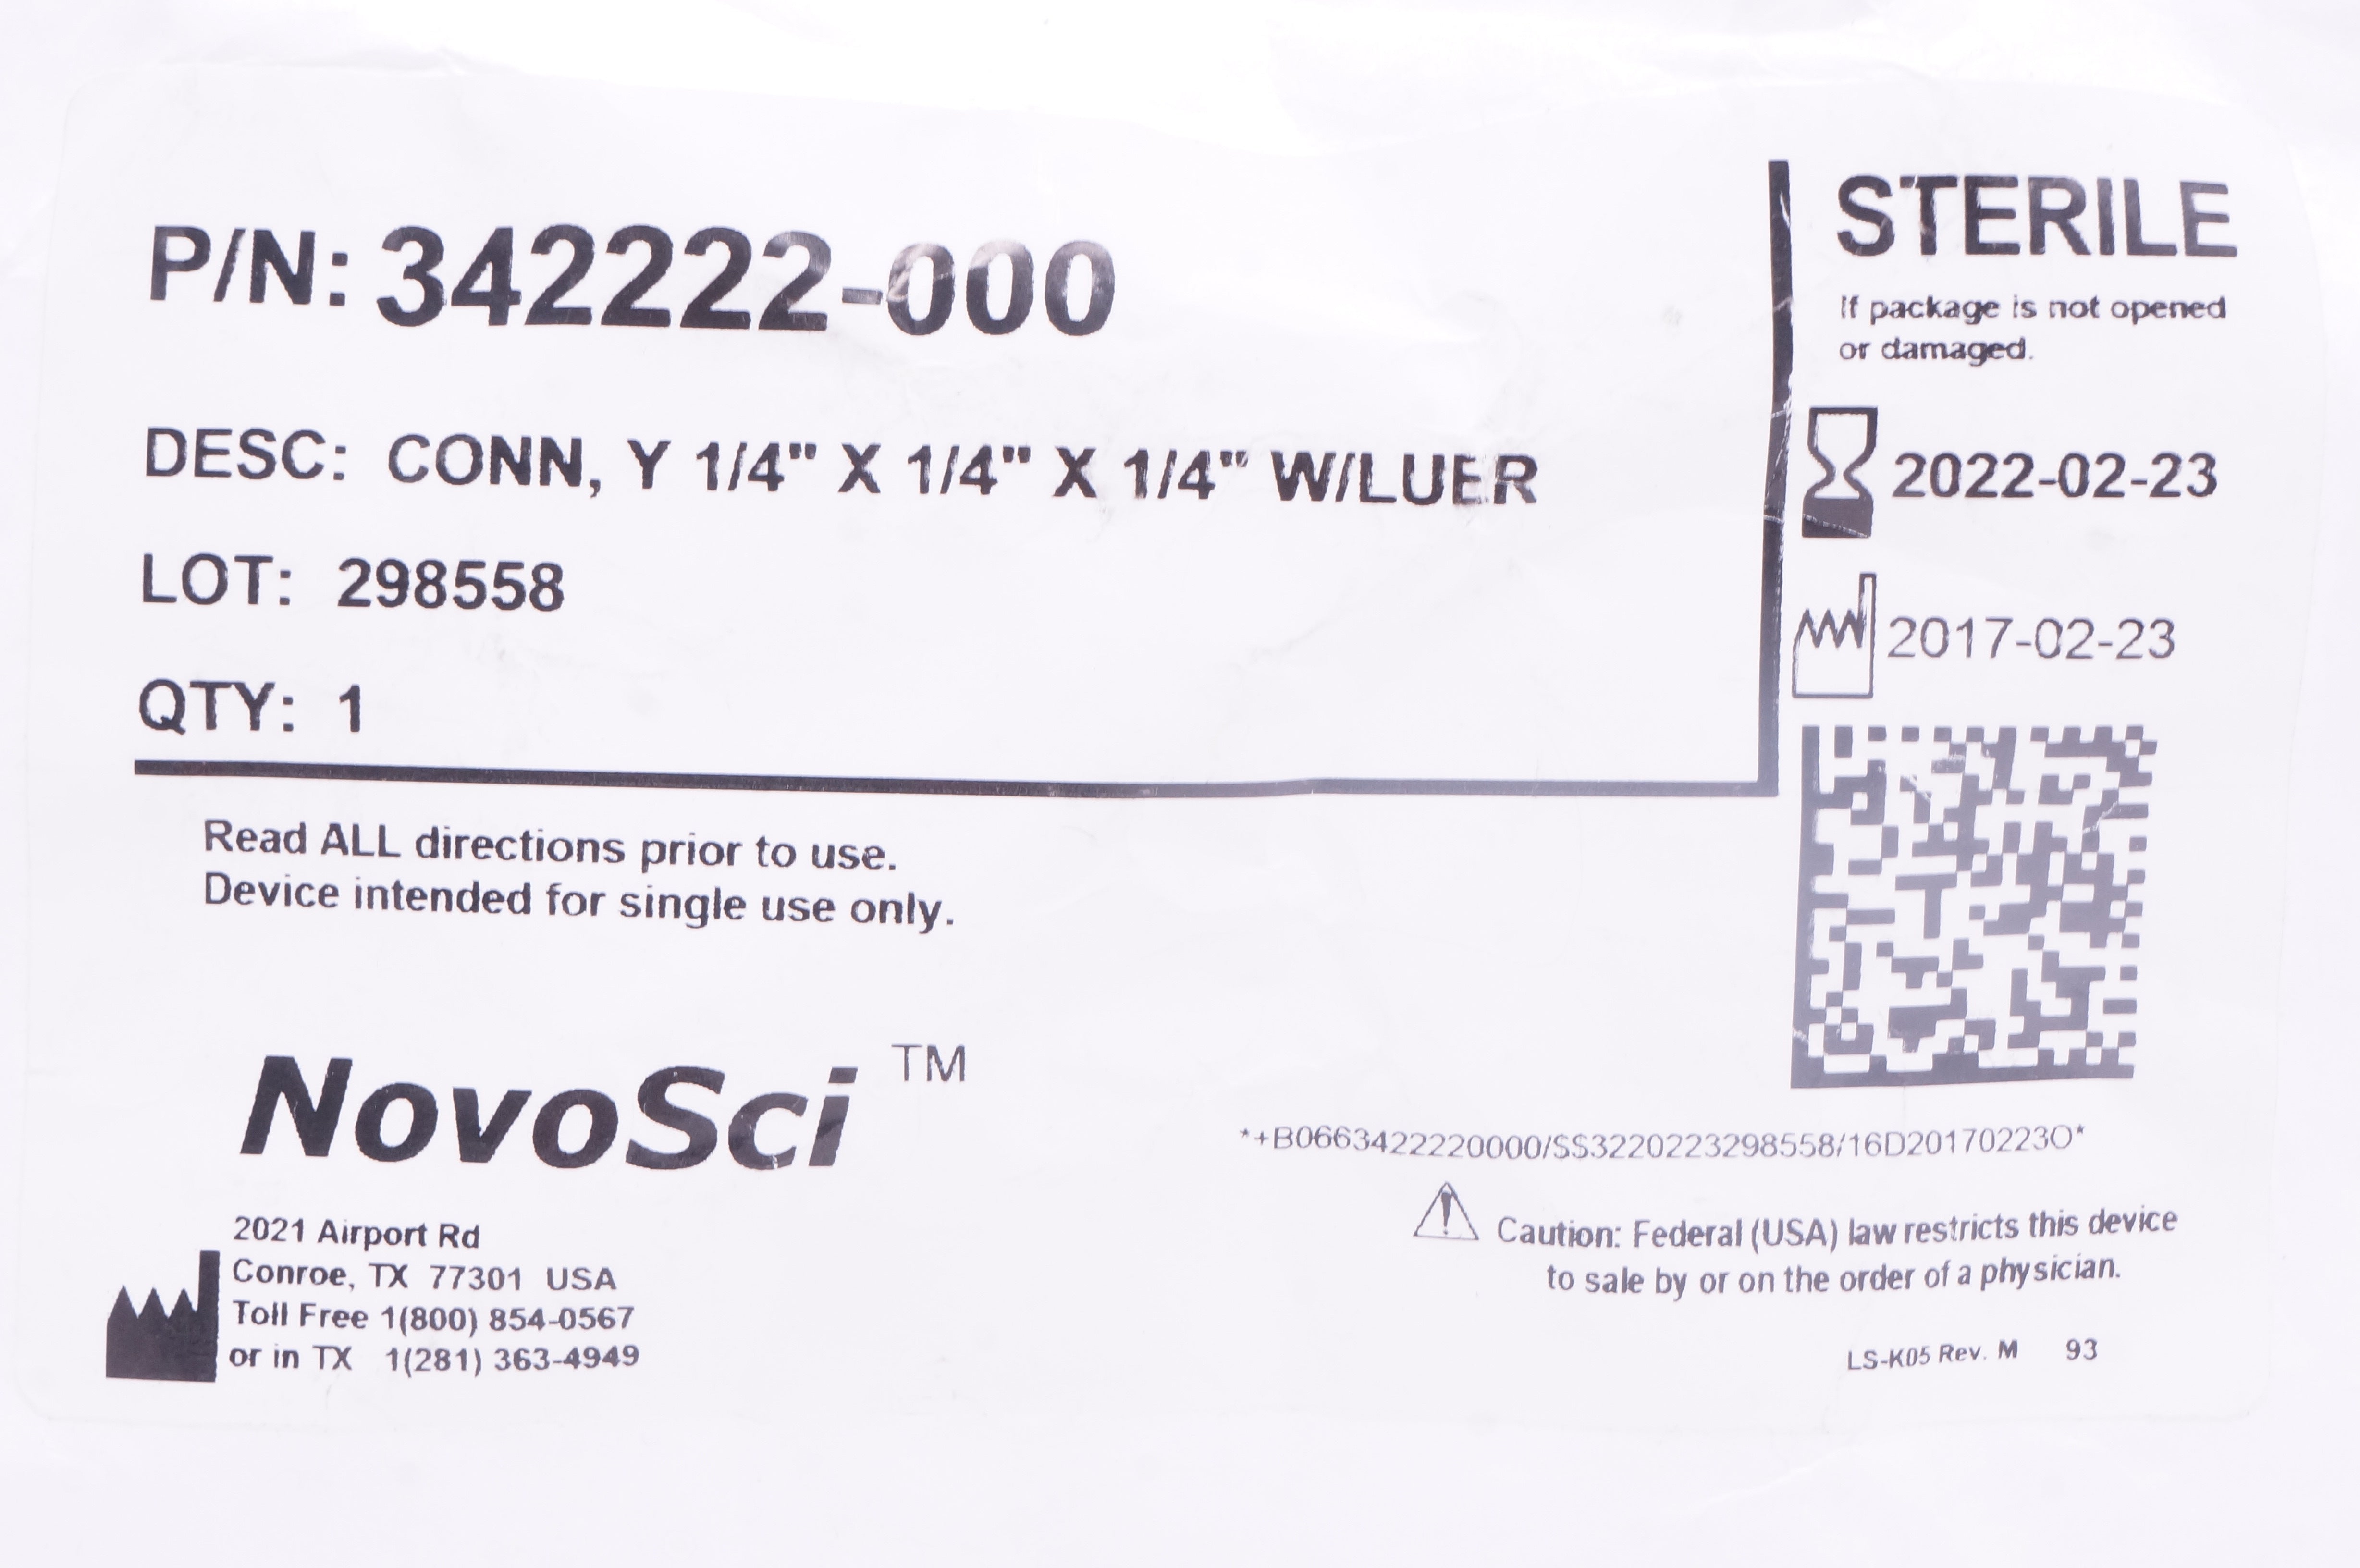 P/N: 342222-000
DESC: CONN, Y 1/4" X 1/4" X 1/4" W/LUER
LOT: 298558
QTY: 1
STERILE
If package is not opened
or damaged.
2022-02-23
2017-02-23
Read ALL directions prior to use.
Device intended for single use only.
NovoSci TM
2021 Airport Rd
Conroe, TX 77301 USA
Toll Free 1(800) 854-0567
or in TX 1(281) 363-4949
*+B0663422220000/$$3220223298558/16D20170223O*
Caution: Federal (USA) law restricts this device
to sale by or on the order of a physician.
LS-K05 Rev. M 93